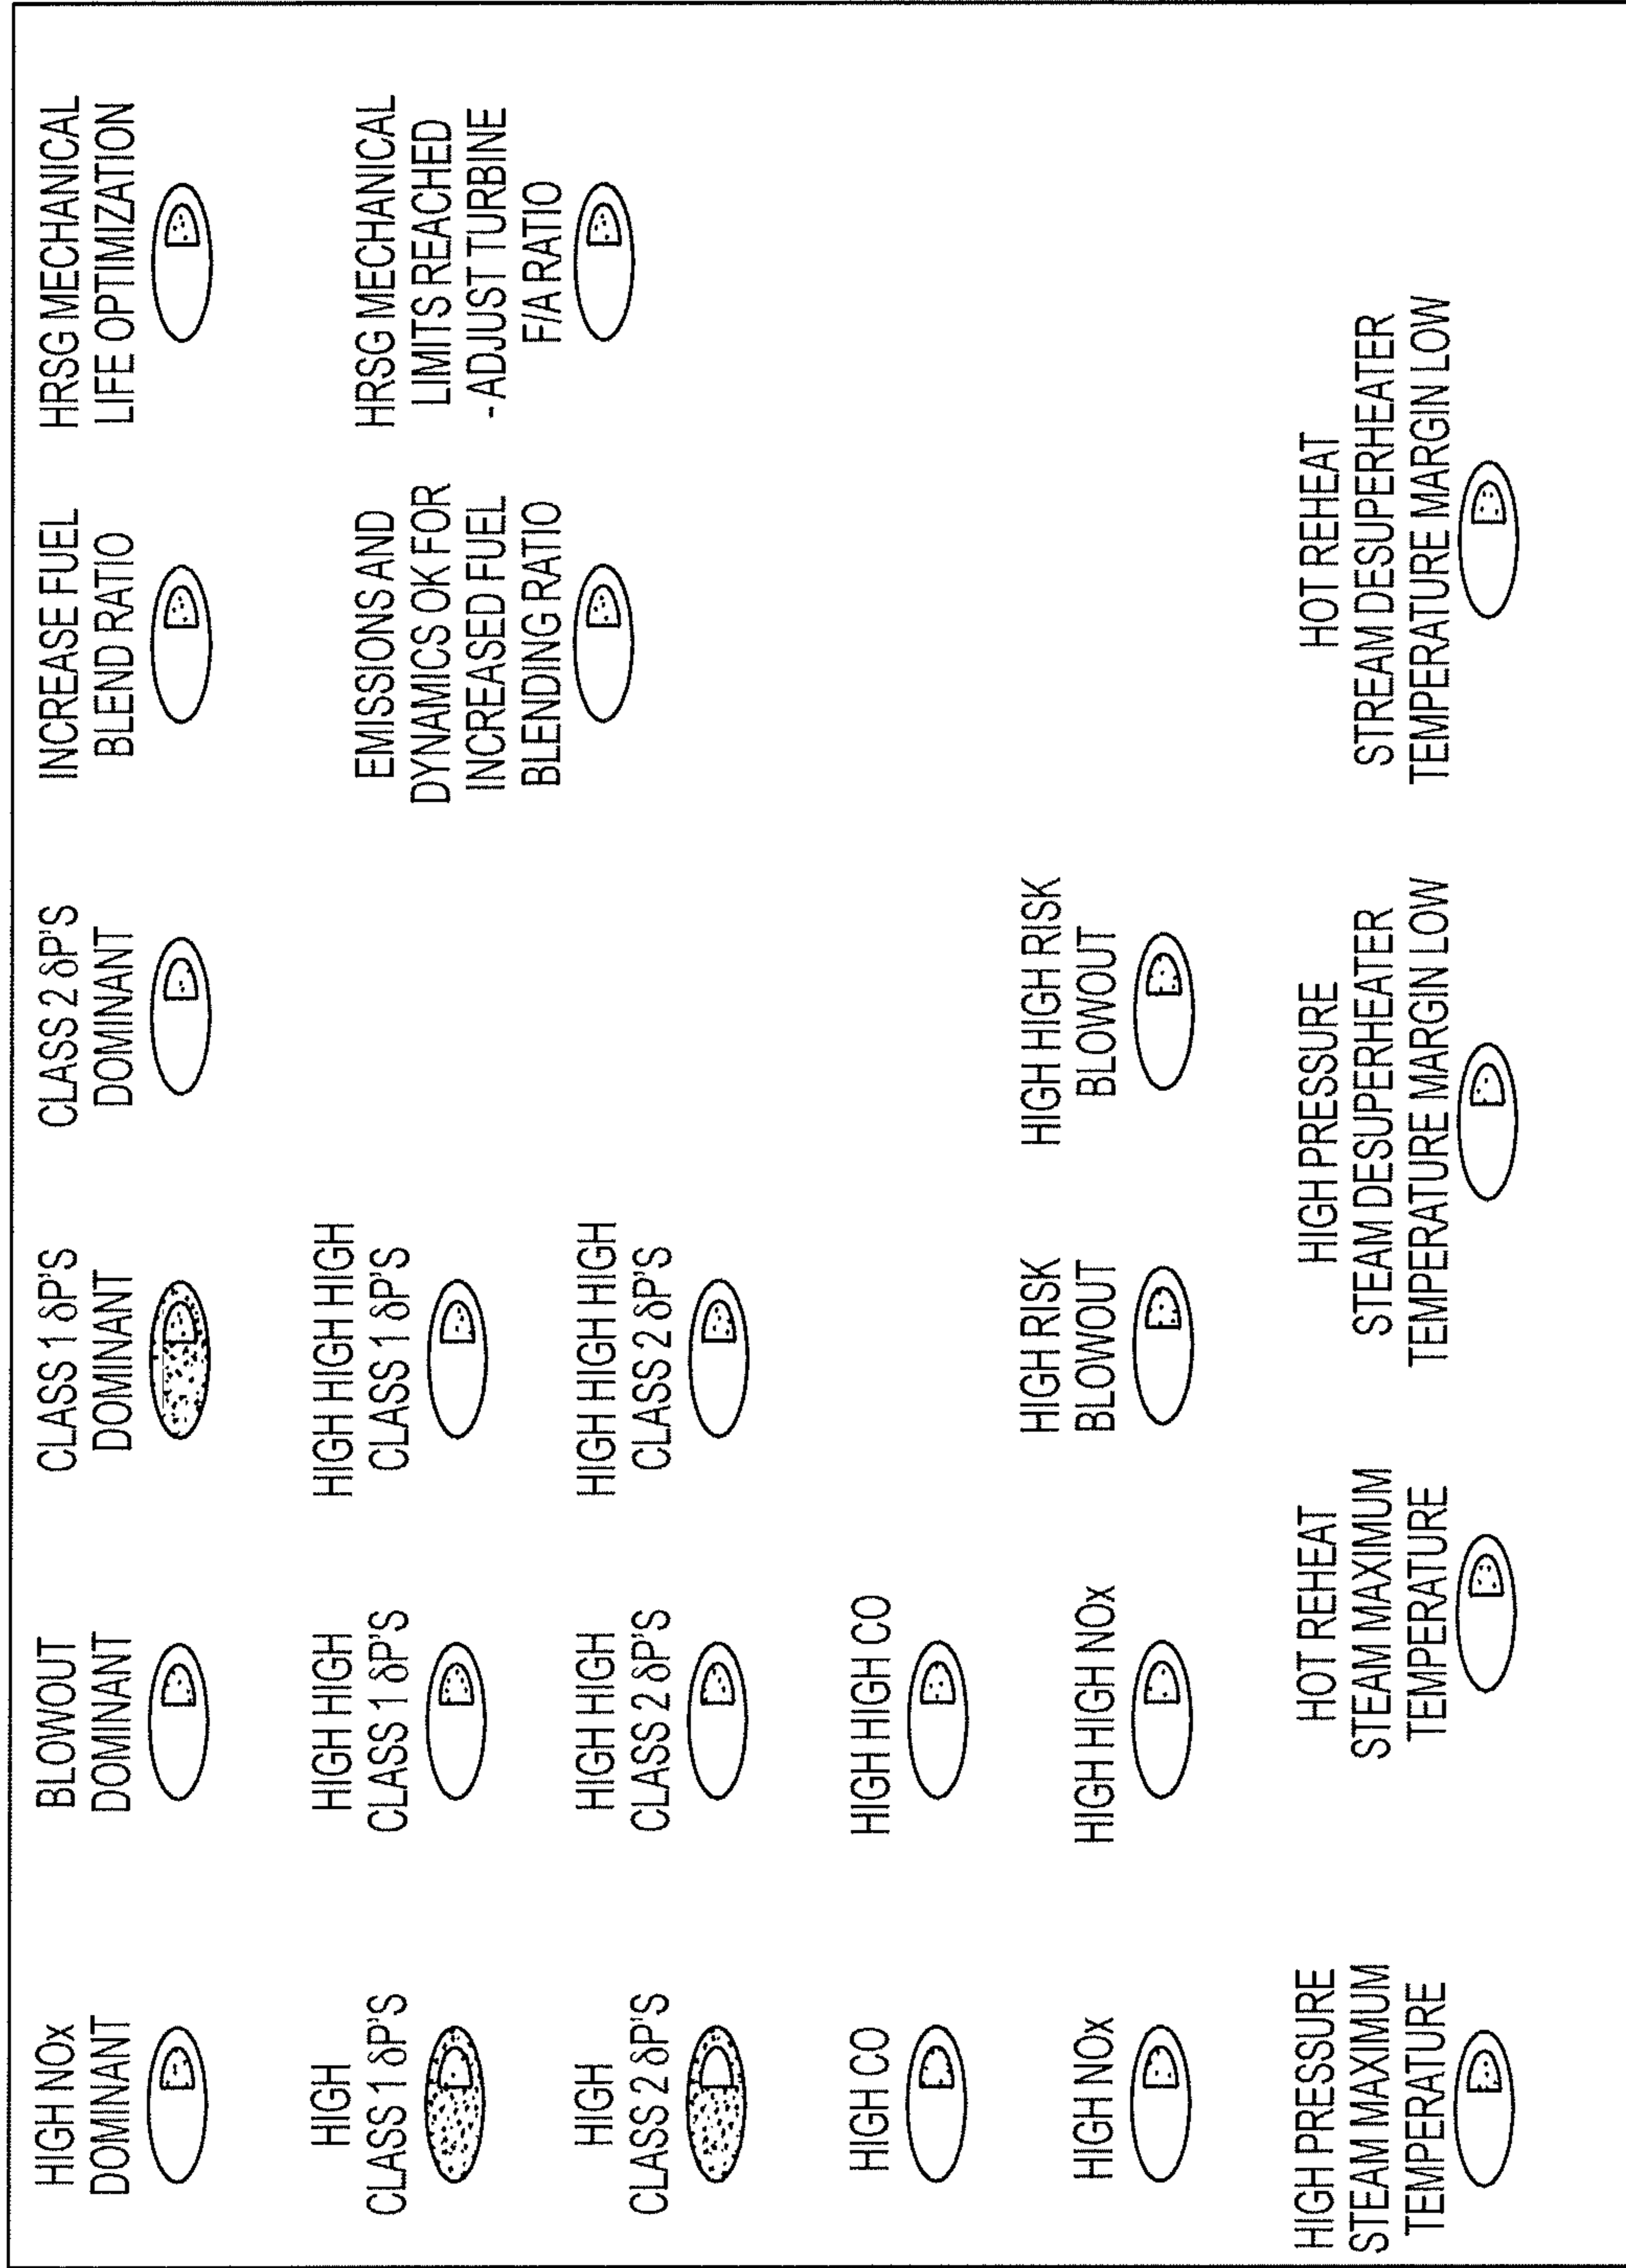 HIGH NOx
DOMINANT
BLOWOUT
DOMINANT
CLASS 1 δP'S
DOMINANT
CLASS 2 δP'S
DOMINANT
INCREASE FUEL
BLEND RATIO
HRSG MECHANICAL
LIFE OPTIMIZATION
HIGH
CLASS 1 δP'S
HIGH HIGH
CLASS 1 δP'S
HIGH HIGH HIGH
CLASS 1 δP'S
EMISSIONS AND
DYNAMICS OK FOR
INCREASED FUEL
BLENDING RATIO
HRSG MECHANICAL
LIMITS REACHED
- ADJUST TURBINE
F/A RATIO
HIGH
CLASS 2 δP'S
HIGH HIGH
CLASS 2 δP'S
HIGH HIGH HIGH
CLASS 2 δP'S
HIGH CO
HIGH HIGH CO
HIGH NOx
HIGH HIGH NOx
HIGH RISK
BLOWOUT
HIGH HIGH RISK
BLOWOUT
HIGH PRESSURE
STEAM MAXIMUM
TEMPERATURE
HOT REHEAT
STEAM MAXIMUM
TEMPERATURE
HIGH PRESSURE
STEAM DESUPERHEATER
TEMPERATURE MARGIN LOW
HOT REHEAT
STREAM DESUPERHEATER
TEMPERATURE MARGIN LOW